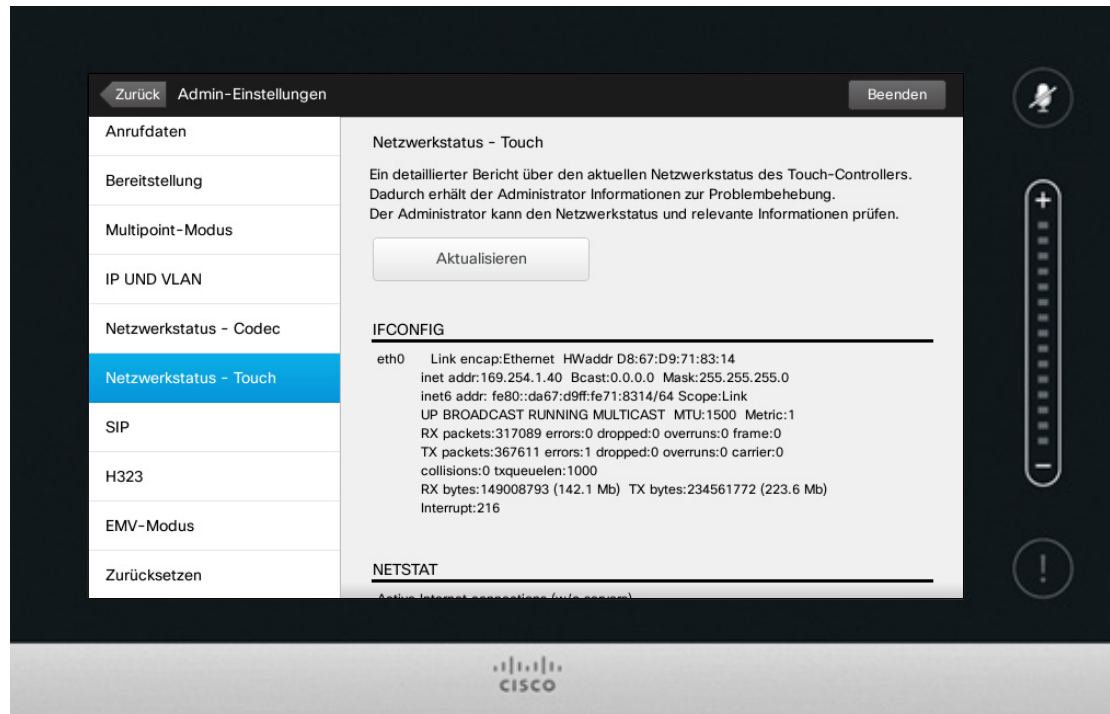 Zurück Admin-Einstellungen Beenden
Anrufdaten
Bereitstellung
Multipoint-Modus
IP UND VLAN
Netzwerkstatus - Codec
Netzwerkstatus - Touch
SIP
H323
EMV-Modus
Zurücksetzen
Netzwerkstatus - Touch
Ein detaillierter Bericht über den aktuellen Netzwerkstatus des Touch-Controllers.
Dadurch erhält der Administrator Informationen zur Problembehebung.
Der Administrator kann den Netzwerkstatus und relevante Informationen prüfen.
Aktualisieren
IFCONFIG
eth0 Link encap:Ethernet HWaddr D8:67:D9:71:83:14
inet addr:169.254.1.40 Bcast:0.0.0.0 Mask:255.255.255.0
inet6 addr: fe80::da67:d9ff:fe71:8314/64 Scope:Link
UP BROADCAST RUNNING MULTICAST MTU:1500 Metric:1
RX packets:317089 errors:0 dropped:0 overruns:0 frame:0
TX packets:367611 errors:1 dropped:0 overruns:0 carrier:0
collisions:0 txqueuelen:1000
RX bytes:149008793 (142.1 Mb) TX bytes:234561772 (223.6 Mb)
Interrupt:216
NETSTAT
Active Internet connections (w/o servers)
+
-
!
CISCO